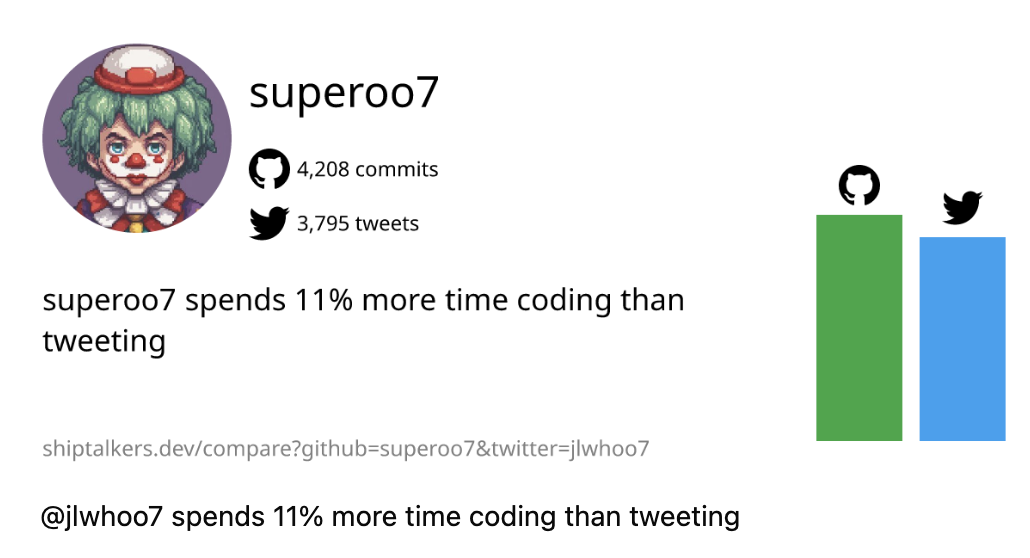 superoo7
4,208 commits
3,795 tweets
superoo7 spends 11% more time coding than
tweeting
shiptalkers.dev/compare?github=superoo7&twitter=jlwhoo7
@jlwhoo7 spends 11% more time coding than tweeting